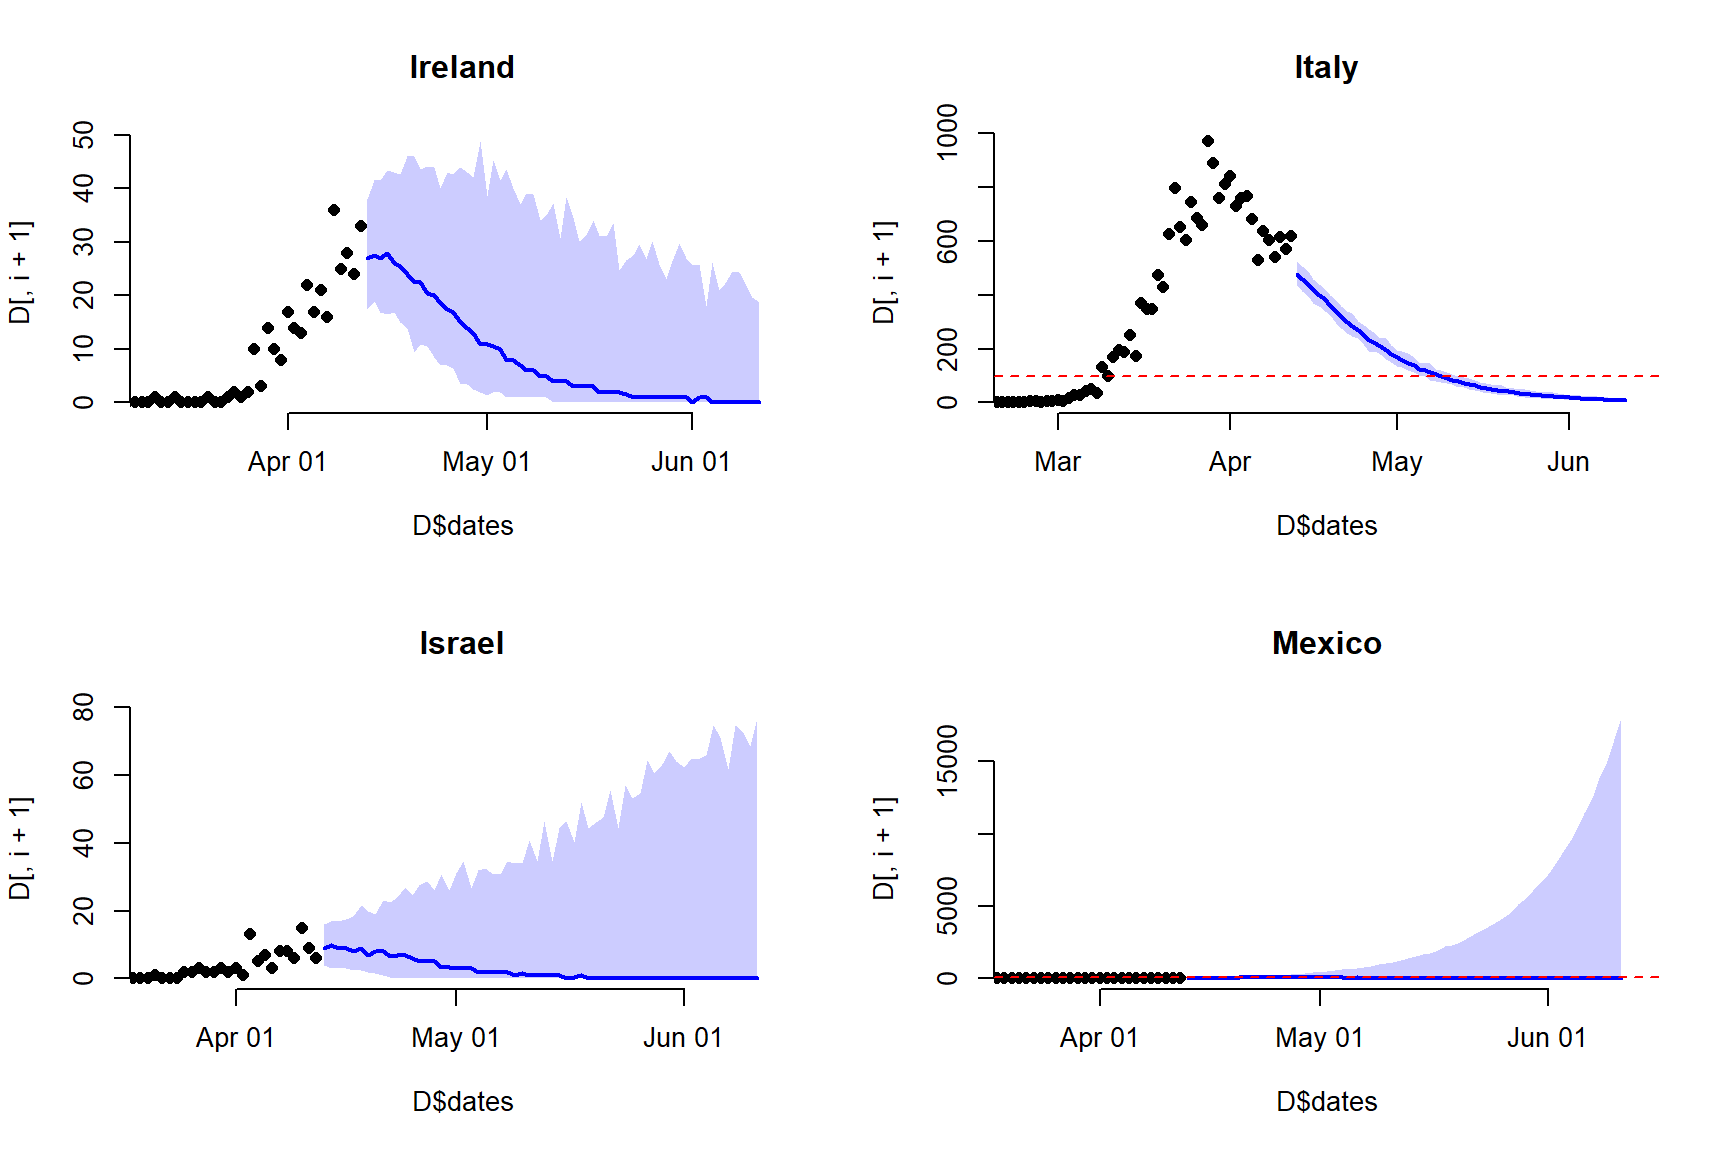 Ireland
D[, i + 1]
50
40
30
20
10
0
Apr 01 May 01 Jun 01
D$dates
Italy
D[, i + 1]
1000
600
200
0
Mar Apr May Jun
D$dates
Israel
D[, i + 1]
80
60
40
20
0
Apr 01 May 01 Jun 01
D$dates
Mexico
D[, i + 1]
15000
5000
0
Apr 01 May 01 Jun 01
D$dates